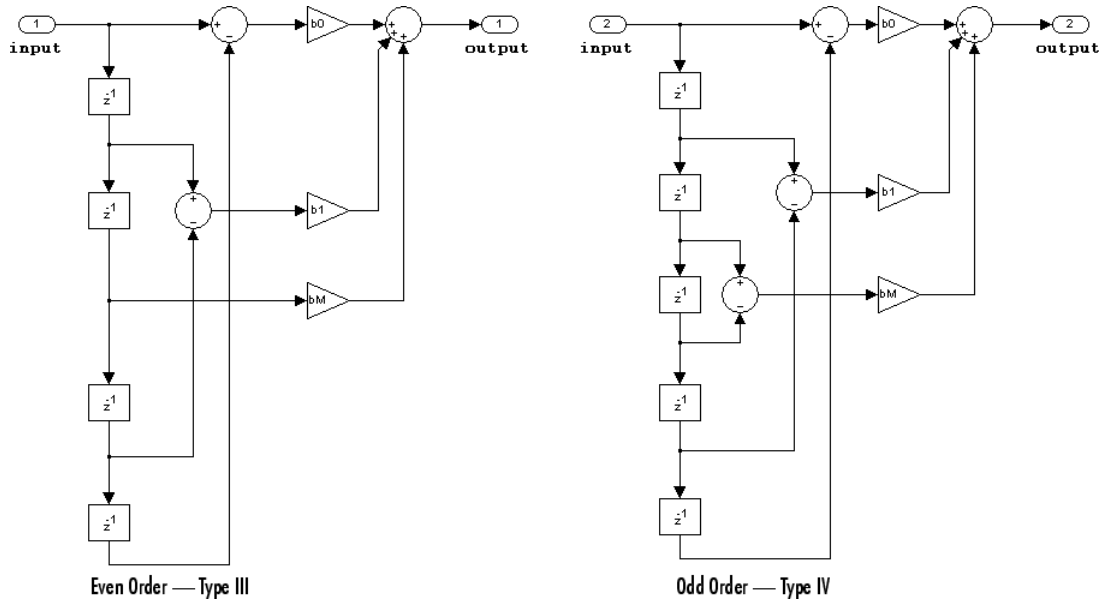 1
input
+
−
b0
+
+
+
1
output
z-1
z-1
+
−
b1
bM
z-1
z-1
Even Order — Type III
2
input
+
−
b0
+
+
+
2
output
z-1
z-1
+
−
b1
z-1
+
−
bM
z-1
z-1
Odd Order — Type IV